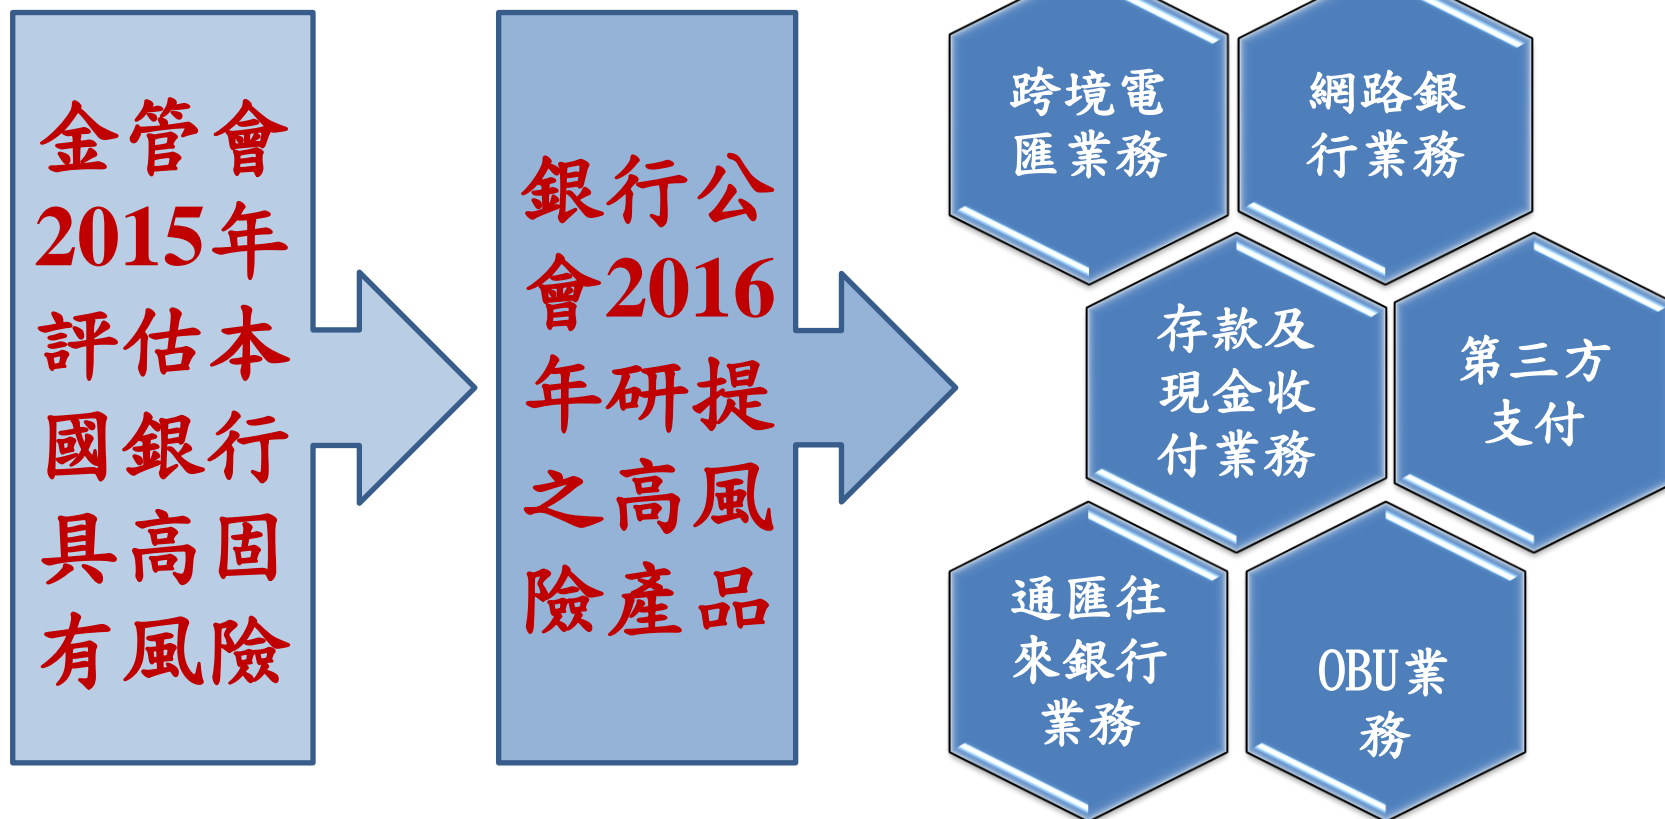 金管會
2015年
評估本
國銀行
具高固
有風險
銀行公
會2016
年研提
之高風
險產品
跨境電
匯業務
網路銀
行業務
存款及
現金收
付業務
第三方
支付
通匯往
來銀行
業務
OBU業
務